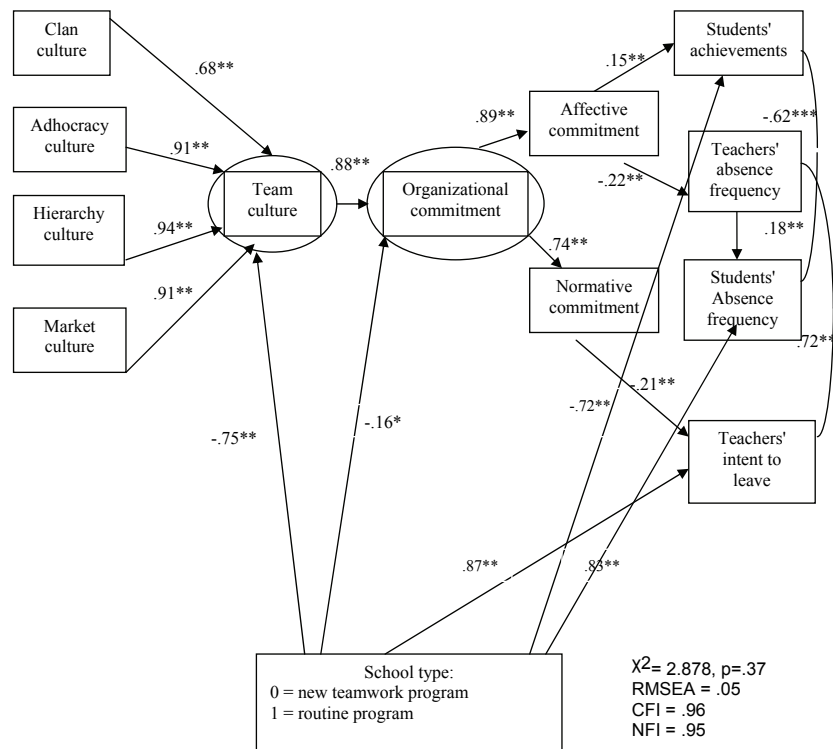 Clan
culture
Students'
achievements
.68**
.15**
Affective
commitment
.89**
-.62***
Adhocracy
culture
.91**
Teachers'
absence
frequency
Team
culture
.88**
Organizational
commitment
-.22**
Hierarchy
culture
.94**
.18**
.74**
Normative
commitment
Students'
Absence
frequency
.91**
Market
culture
.72**
-.21**
-.72**
-.75**
-.16*
Teachers'
intent to
leave
.87**
.83**
School type:
0 = new teamwork program
1 = routine program
χ2= 2.878, p=.37
RMSEA = .05
CFI = .96
NFI = .95